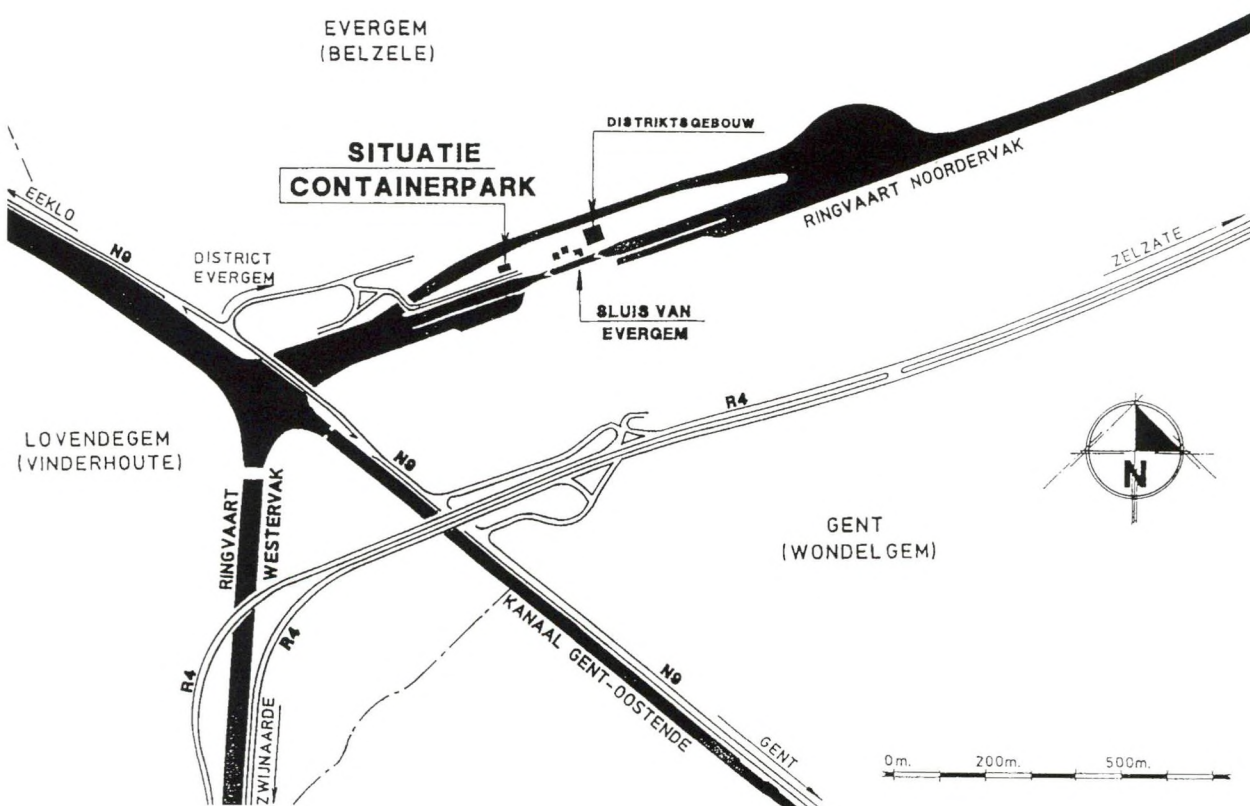 EVERGEM
(BELZELE)
DISTRIKTSGEBOUW
SITUATIE
CONTAINERPARK
RINGVAART NOORDERVAK
EEKLO
N9
DISTRICT
EVERGEM
ZELZATE
SLUIS VAN
EVERGEM
R4
LOVENDEGEM
(VINDERHOUTE)
N9
N
RINGVAART
WESTERVAK
GENT
(WONDELGEM)
KANAAL GENT-OOSTENDE
R4
R4
N9
ZWIJNAARDE
GENT
0m. 200m. 500m.